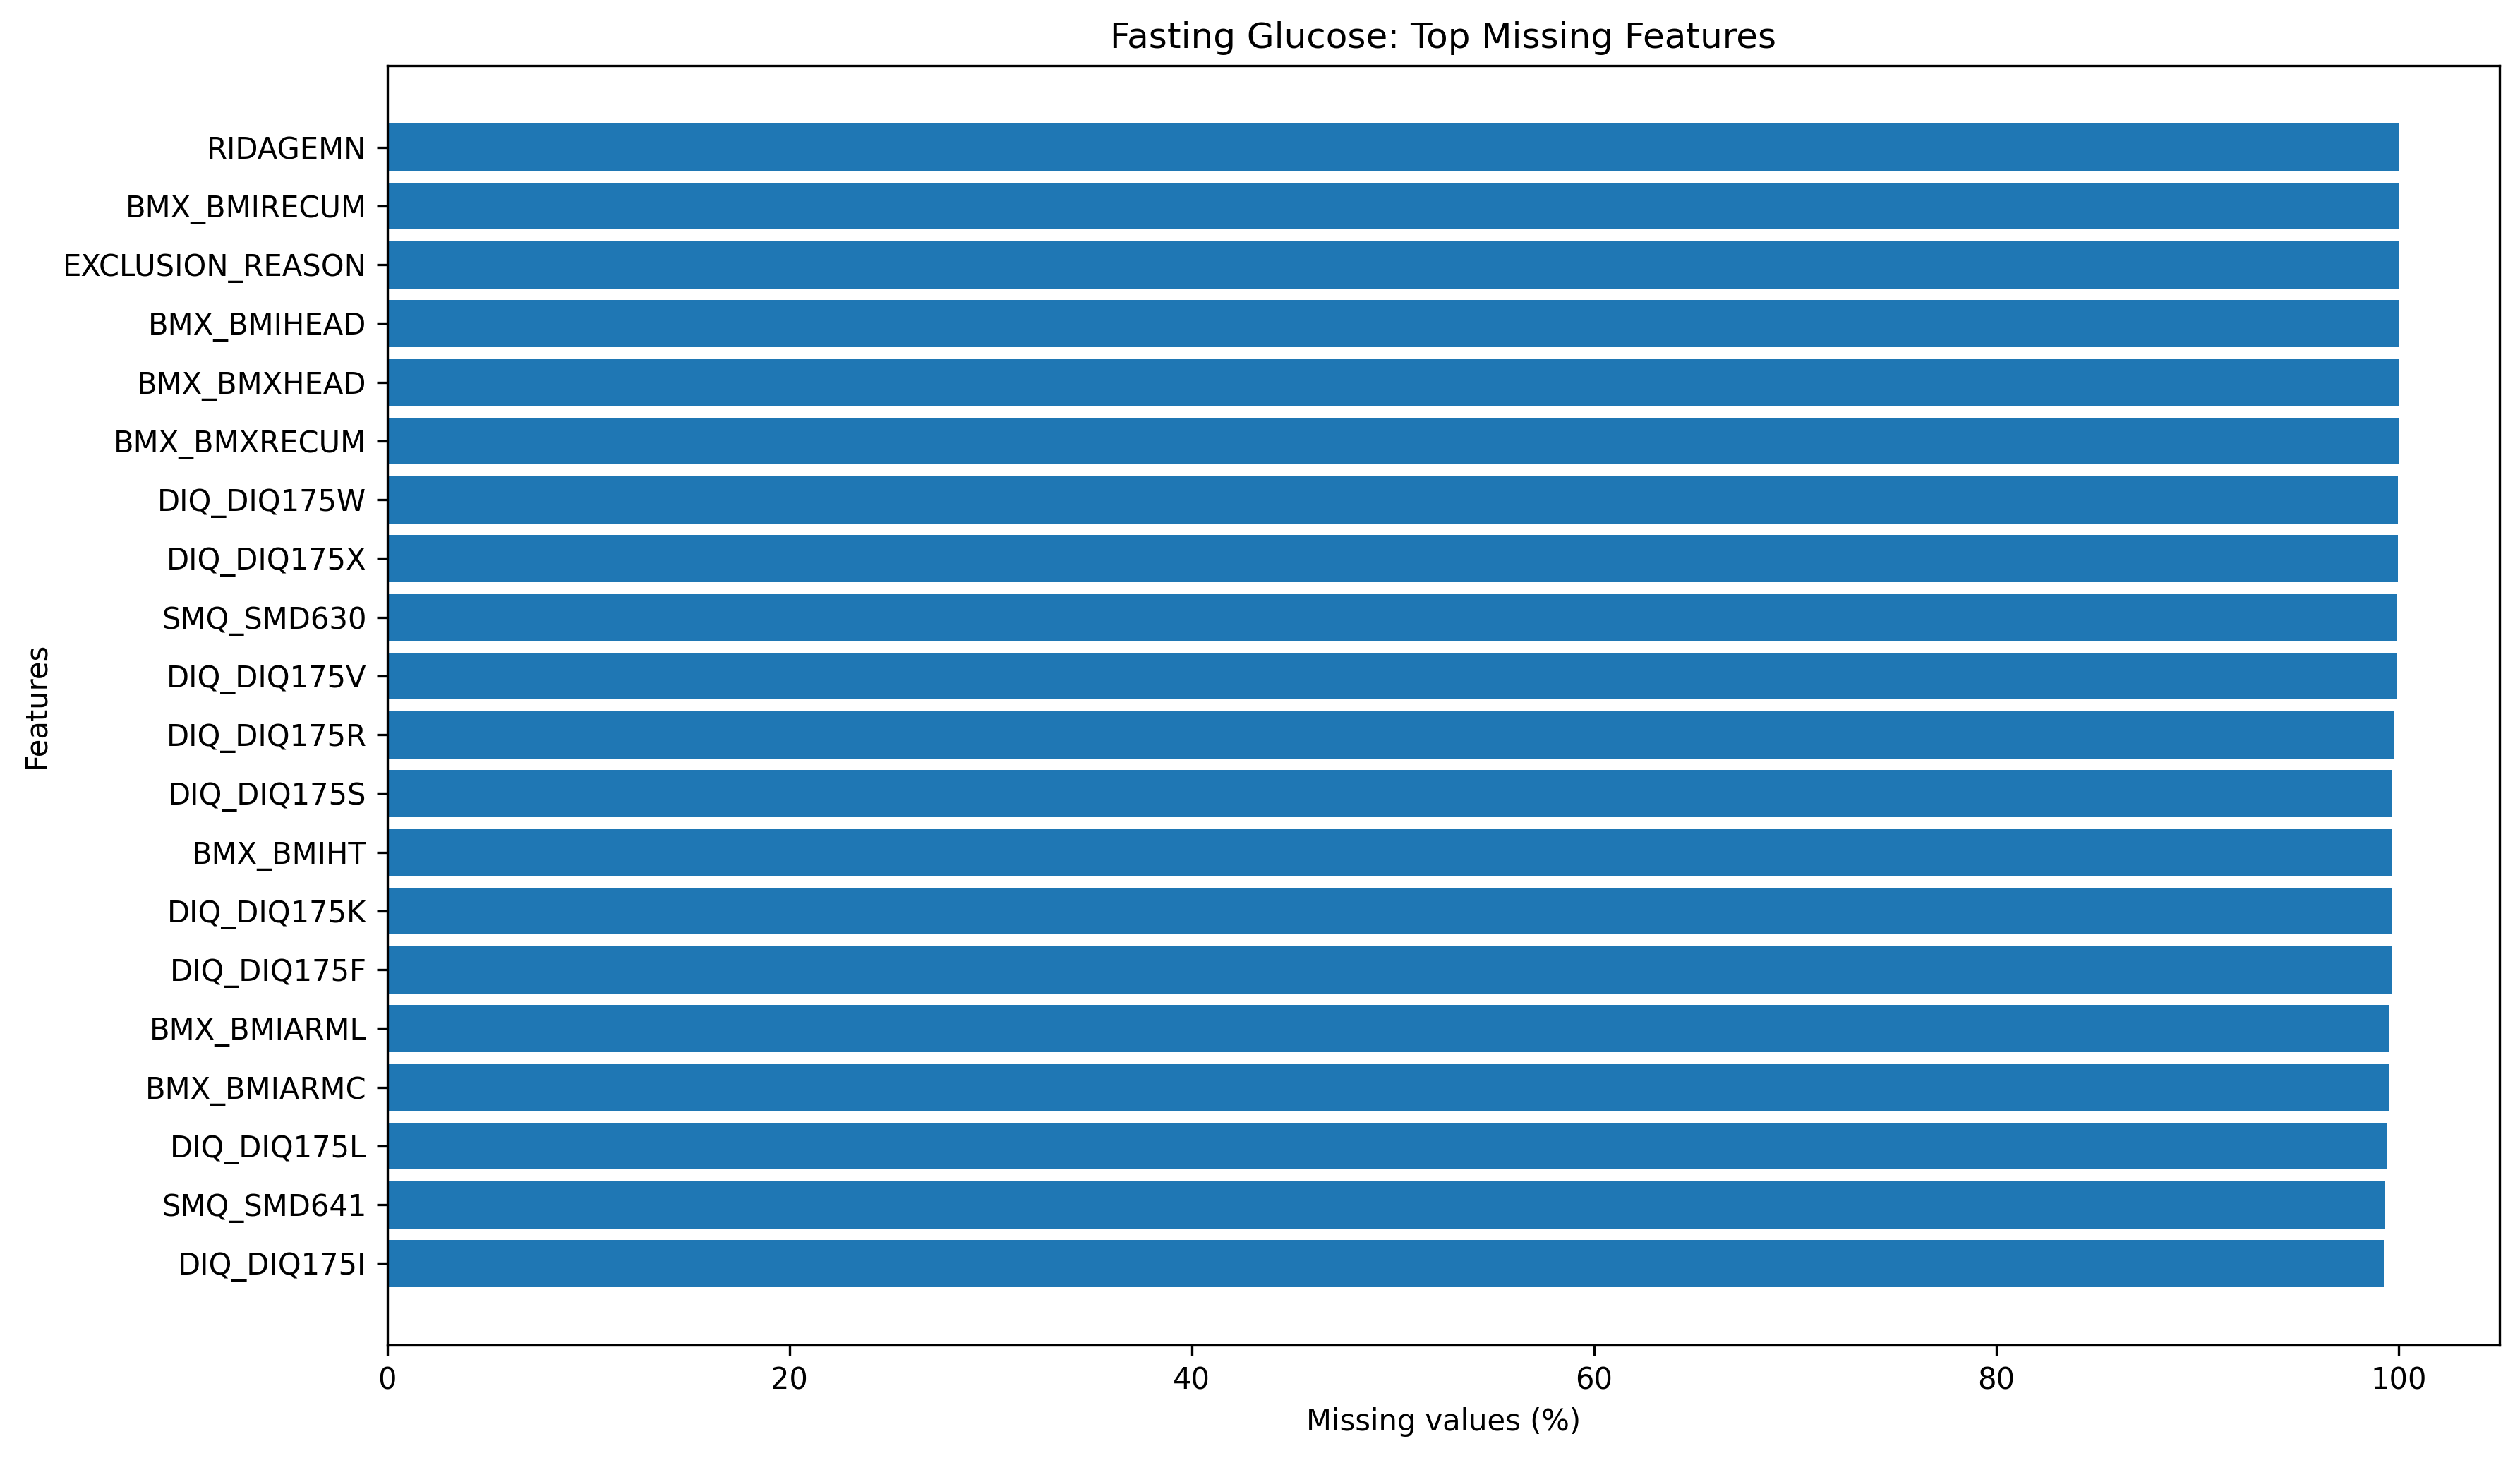 Fasting Glucose: Top Missing Features
RIDAGEMN
BMX_BMIRECUM
EXCLUSION_REASON
BMX_BMIHEAD
BMX_BMXHEAD
BMX_BMXRECUM
DIQ_DIQ175W
DIQ_DIQ175X
SMQ_SMD630
DIQ_DIQ175V
DIQ_DIQ175R
DIQ_DIQ175S
BMX_BMIHT
DIQ_DIQ175K
DIQ_DIQ175F
BMX_BMIARML
BMX_BMIARMC
DIQ_DIQ175L
SMQ_SMD641
DIQ_DIQ175I
Features
0 20 40 60 80 100
Missing values (%)